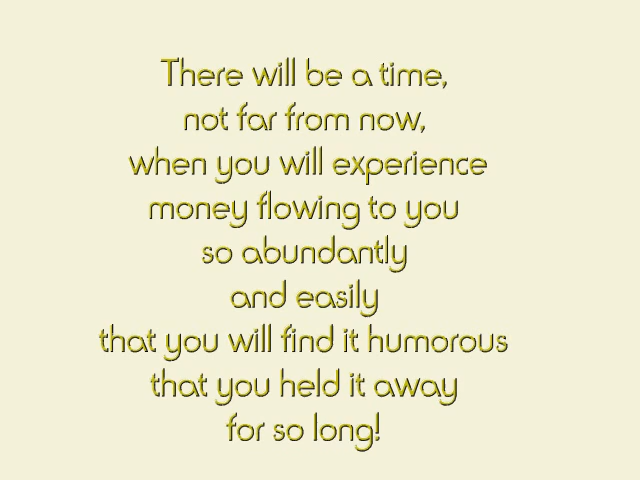 There will be a time,
not far from now,
when you will experience
money flowing to you
so abundantly
and easily
that you will find it humorous
that you held it away
for so long!